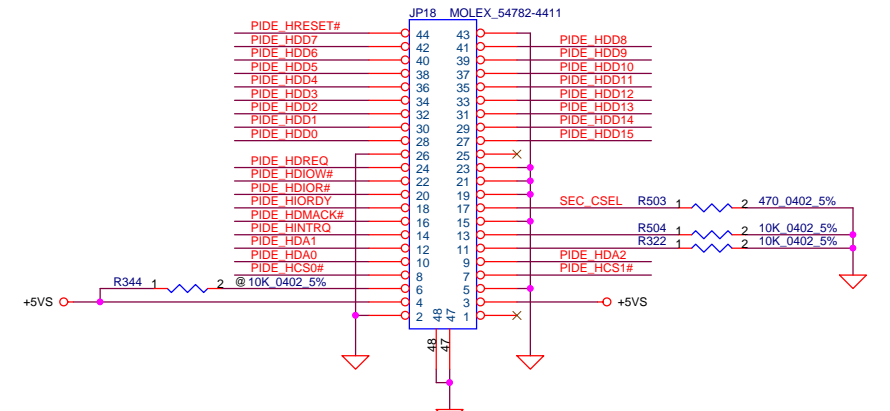 JP18 MOLEX_54782-4411
PIDE_HRESET# 44 43
PIDE_HDD7 42 41 PIDE_HDD8
PIDE_HDD6 40 39 PIDE_HDD9
PIDE_HDD5 38 37 PIDE_HDD10
PIDE_HDD4 36 35 PIDE_HDD11
PIDE_HDD3 34 33 PIDE_HDD12
PIDE_HDD2 32 31 PIDE_HDD13
PIDE_HDD1 30 29 PIDE_HDD14
PIDE_HDD0 28 27 PIDE_HDD15
26 25
PIDE_HDREQ 24 23
PIDE_HDIOW# 22 21
PIDE_HDIOR# 20 19
PIDE_HIORDY 18 17 SEC_CSEL R503 1 2 470_0402_5%
PIDE_HDMACK# 16 15
PIDE_HINTRQ 14 13 R504 1 2 10K_0402_5%
PIDE_HDA1 12 11 R322 1 2 10K_0402_5%
PIDE_HDA0 10 9 PIDE_HDA2
PIDE_HCS0# 8 7 PIDE_HCS1#
R344 1 2 @10K_0402_5% 6 5
+5VS 4 3 +5VS
2 48 47 1
48 47